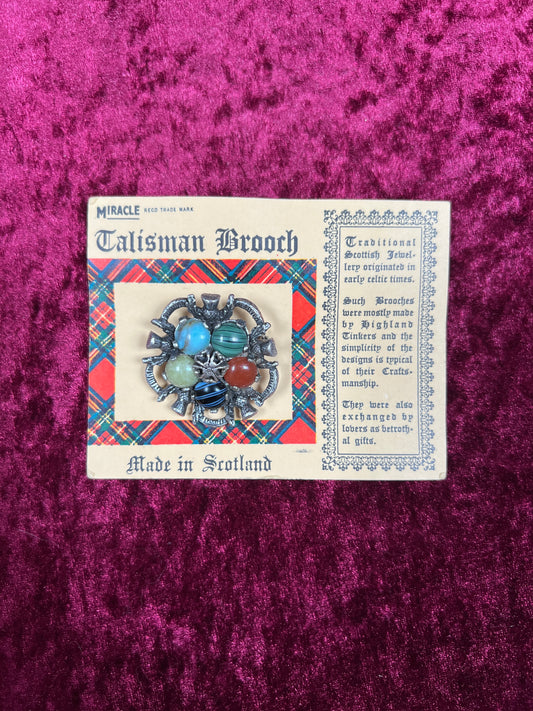 MIRACLE REGD TRADE MARK
Talisman Brooch
Made in Scotland
Traditional
Scottish Jewel-
lery originated in
early celtic times.
Such Brooches
were mostly made
by Highland
Tinkers and the
simplicity of the
designs is typical
of their Crafts-
manship.
They were also
exchanged by
lovers as betroth-
al gifts.